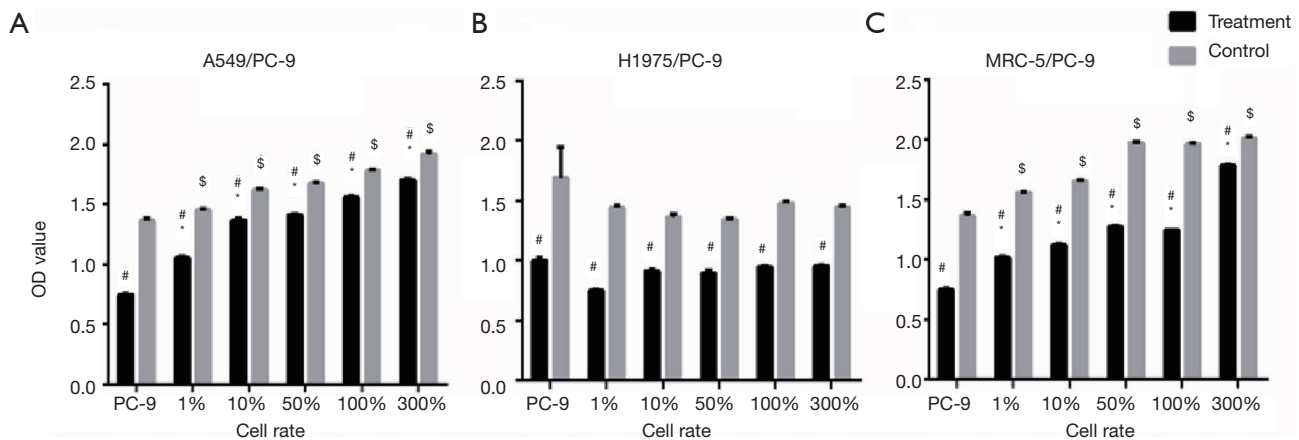 A
B
C
Treatment
Control
A549/PC-9
H1975/PC-9
MRC-5/PC-9
OD value
2.5
2.0
1.5
1.0
0.5
0.0
# # * $ # * $ # * $ # * $ # * $
PC-9 1% 10% 50% 100% 300%
Cell rate
2.5
2.0
1.5
1.0
0.5
0.0
# # # # # #
PC-9 1% 10% 50% 100% 300%
Cell rate
2.5
2.0
1.5
1.0
0.5
0.0
# # * $ # * $ # * $ # * $ # * $
PC-9 1% 10% 50% 100% 300%
Cell rate